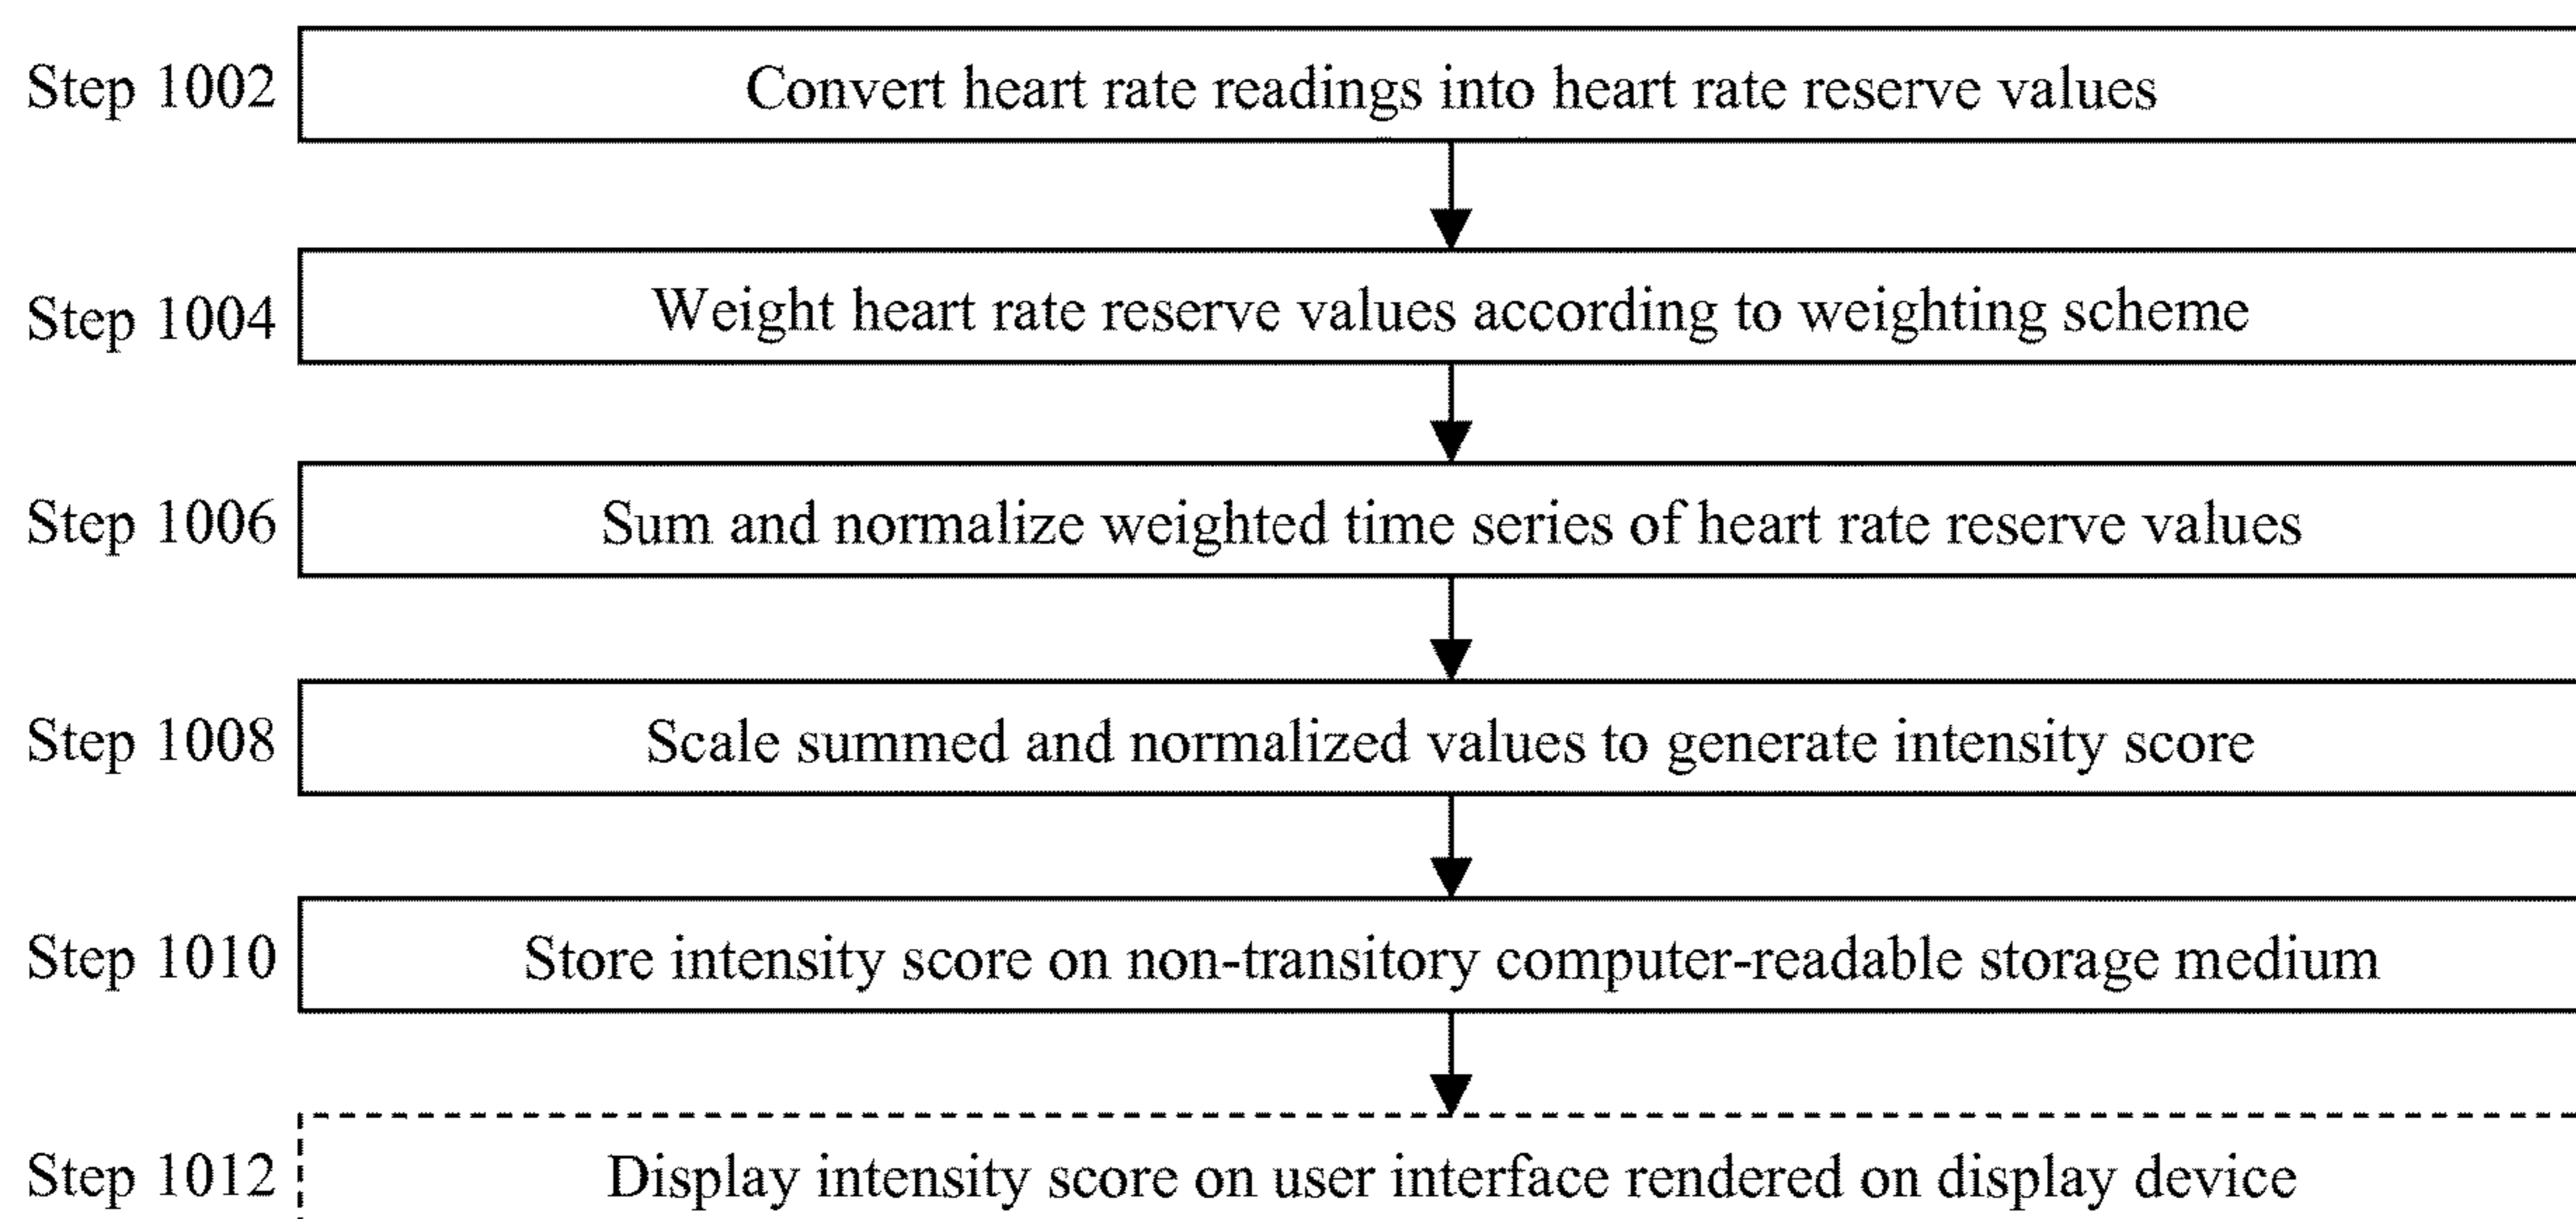 Step 1002 Convert heart rate readings into heart rate reserve values
Step 1004 Weight heart rate reserve values according to weighting scheme
Step 1006 Sum and normalize weighted time series of heart rate reserve values
Step 1008 Scale summed and normalized values to generate intensity score
Step 1010 Store intensity score on non-transitory computer-readable storage medium
Step 1012 Display intensity score on user interface rendered on display device